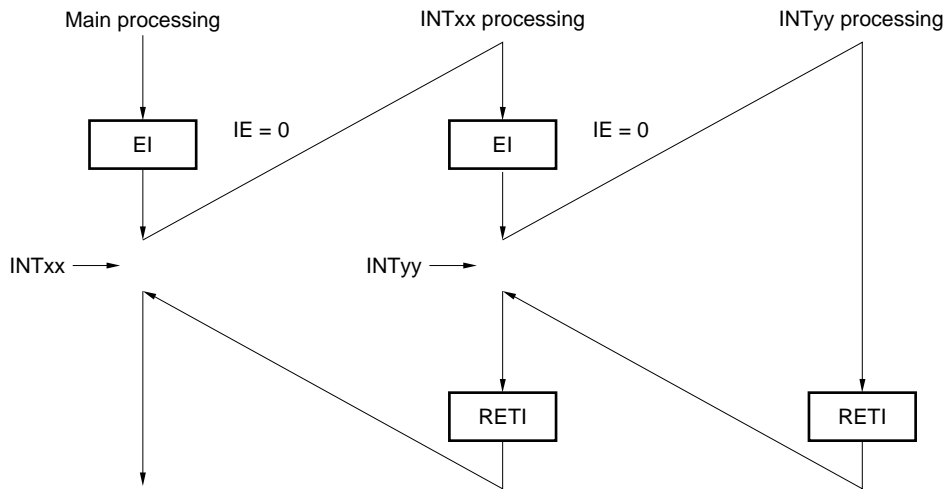 Main processing
INTxx processing
INTyy processing
EI
IE = 0
EI
IE = 0
INTxx
INTyy
RETI
RETI